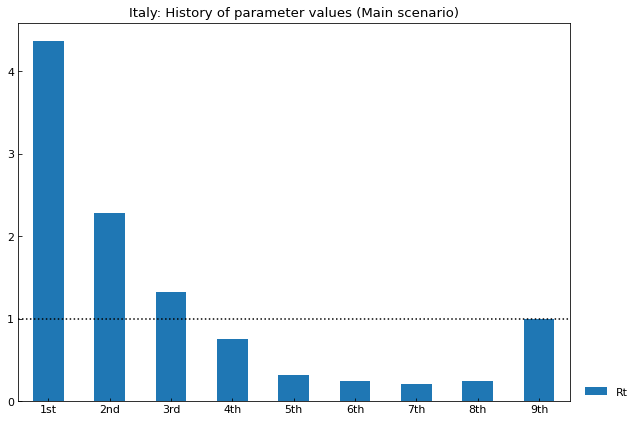 Italy: History of parameter values (Main scenario)
4
3
2
1
0
1st 2nd 3rd 4th 5th 6th 7th 8th 9th
Rt